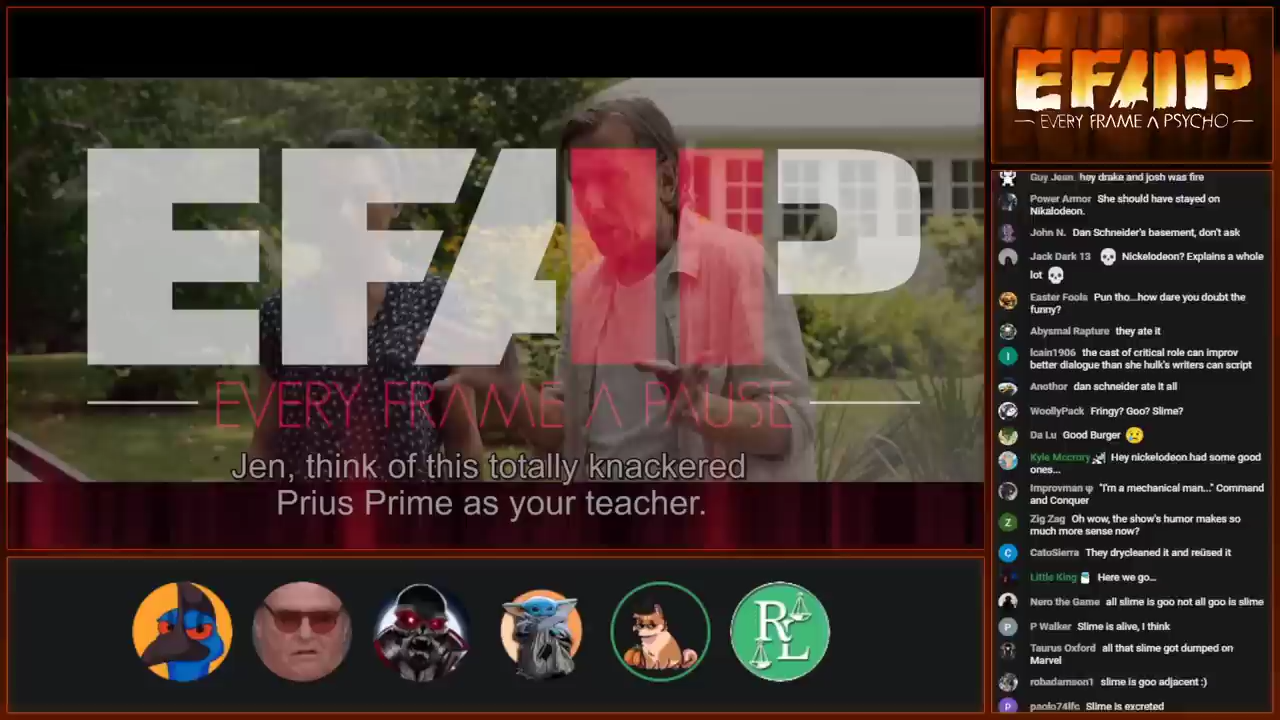 EFAP
EVERY FRAME A PAUSE
Jen, think of this totally knackered
Prius Prime as your teacher.
RL
EFAP
EVERY FRAME A PSYCHO
Guy Jean hey drake and josh was fire
Power Armor She should have stayed on
Nikalodeon.
John N. Dan Schneider's basement, don't ask
Jack Dark 13 💀 Nickelodeon? Explains a whole
lot 💀
Easter Fools Pun tho...how dare you doubt the
funny?
Abysmal Rapture they ate it
lcain1906 the cast of critical role can improv
better dialogue than she hulk's writers can script
Anothor dan schneider ate it all
WoollyPack Fringy? Goo? Slime?
Da Lu Good Burger 😢
Kyle Mccrory Hey nickelodeon had some good
ones...
Improvman ψ "I'm a mechanical man..." Command
and Conquer
Z
Zig Zag Oh wow, the show's humor makes so
much more sense now?
C
CatoSierra They drycleaned it and reüsed it
Little King Here we go...
Nero the Game all slime is goo not all goo is slime
P
P Walker Slime is alive, I think
Taurus Oxford all that slime got dumped on
Marvel
robadamson1 slime is goo adjacent :)
P
paolo74lfc Slime is excreted